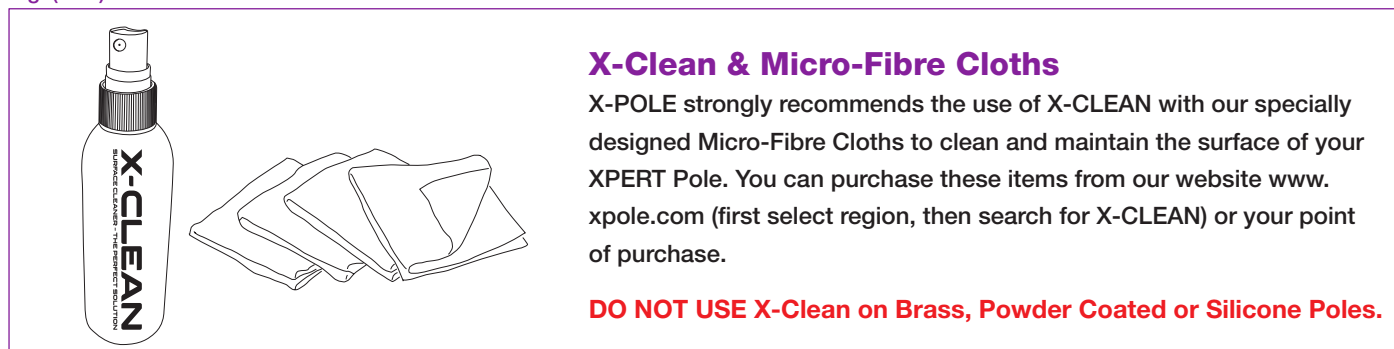 X-Clean & Micro-Fibre Cloths
X-POLE strongly recommends the use of X-CLEAN with our specially
designed Micro-Fibre Cloths to clean and maintain the surface of your
XPERT Pole. You can purchase these items from our website www.
xpole.com (first select region, then search for X-CLEAN) or your point
of purchase.
DO NOT USE X-Clean on Brass, Powder Coated or Silicone Poles.
X-CLEAN
SURFACE CLEANER - THE PERFECT SOLUTION